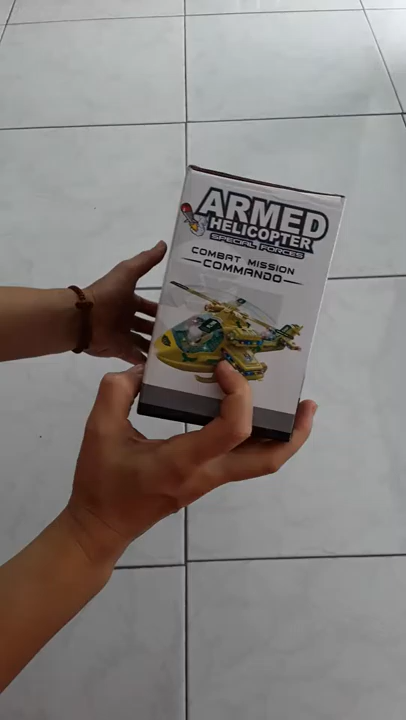 ARMED
HELICOPTER
SPECIAL FORCES
COMBAT MISSION
COMMANDO